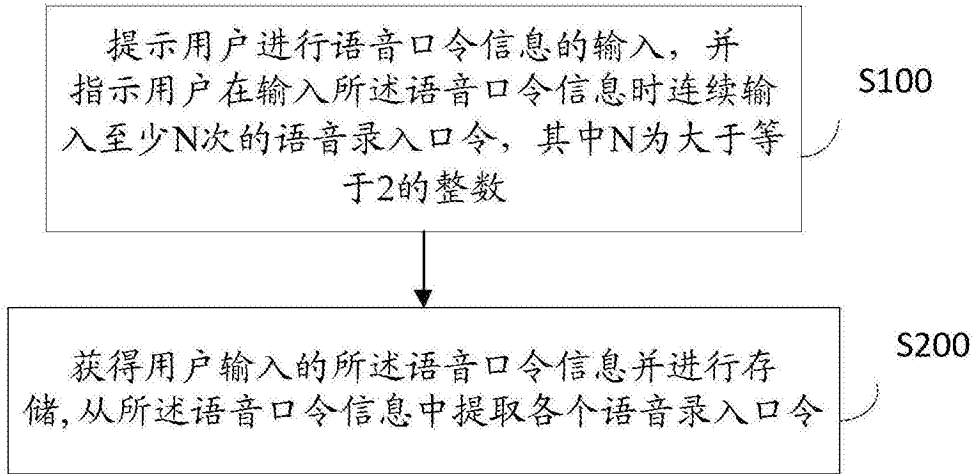 提示用户进行语音口令信息的输入，并
指示用户在输入所述语音口令信息时连续输
入至少N次的语音录入口令，其中N为大于等
于2的整数
S100
获得用户输入的所述语音口令信息并进行存
储,从所述语音口令信息中提取各个语音录入口令
S200